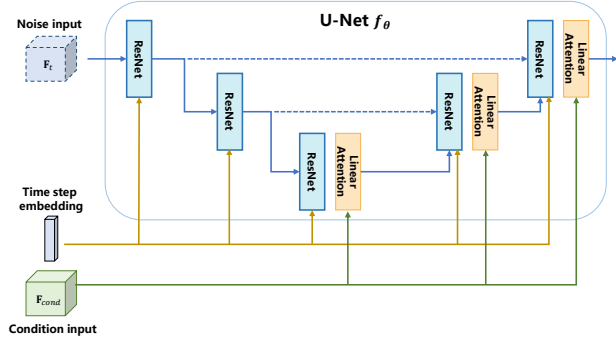 U-Net f_θ
Noise input
F_t
ResNet
ResNet
ResNet
Linear
Attention
ResNet
Linear
Attention
ResNet
Linear
Attention
Time step
embedding
F_cond
Condition input